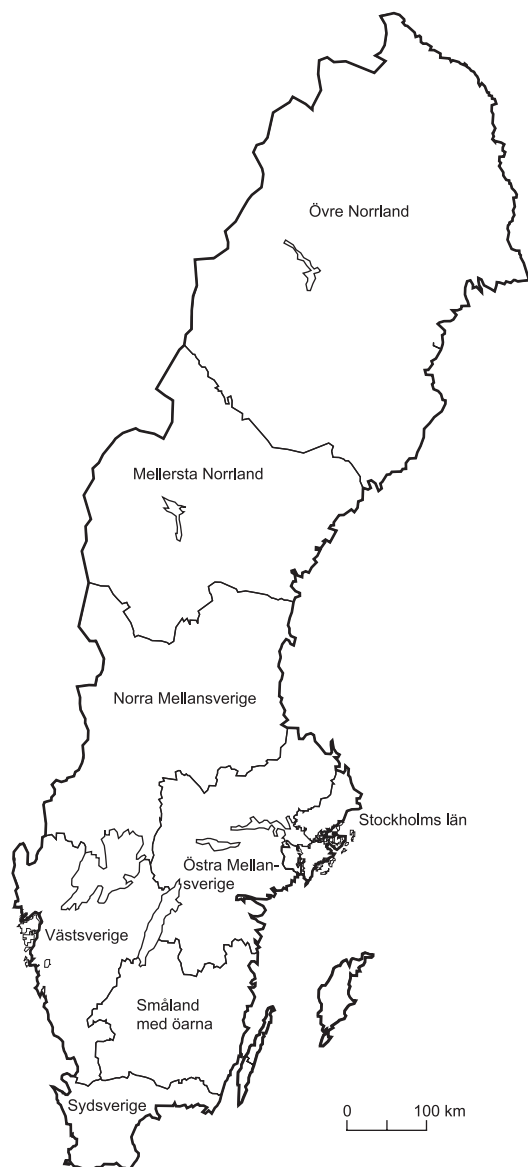 Övre Norrland
Mellersta Norrland
Norra Mellansverige
Stockholms län
Östra Mellan-
sverige
Västsverige
Småland
med öarna
Sydsverige
0 100 km